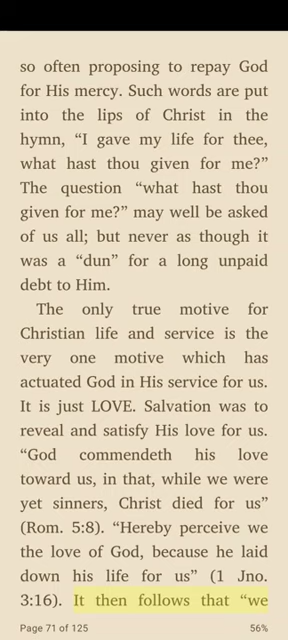 so often proposing to repay God
for His mercy. Such words are put
into the lips of Christ in the
hymn, “I gave my life for thee,
what hast thou given for me?”
The question “what hast thou
given for me?” may well be asked
of us all; but never as though it
was a “dun” for a long unpaid
debt to Him.
The only true motive for
Christian life and service is the
very one motive which has
actuated God in His service for us.
It is just LOVE. Salvation was to
reveal and satisfy His love for us.
“God commendeth his love
toward us, in that, while we were
yet sinners, Christ died for us”
(Rom. 5:8). “Hereby perceive we
the love of God, because he laid
down his life for us” (1 Jno.
3:16). It then follows that “we
Page 71 of 125 56%